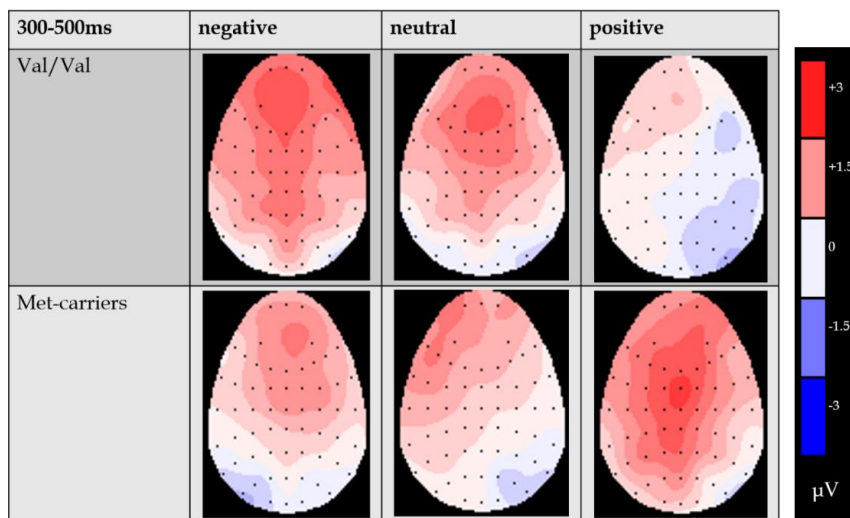 300-500ms negative neutral positive
Val/Val
Met-carriers
+3
+1.5
0
-1.5
-3
µV